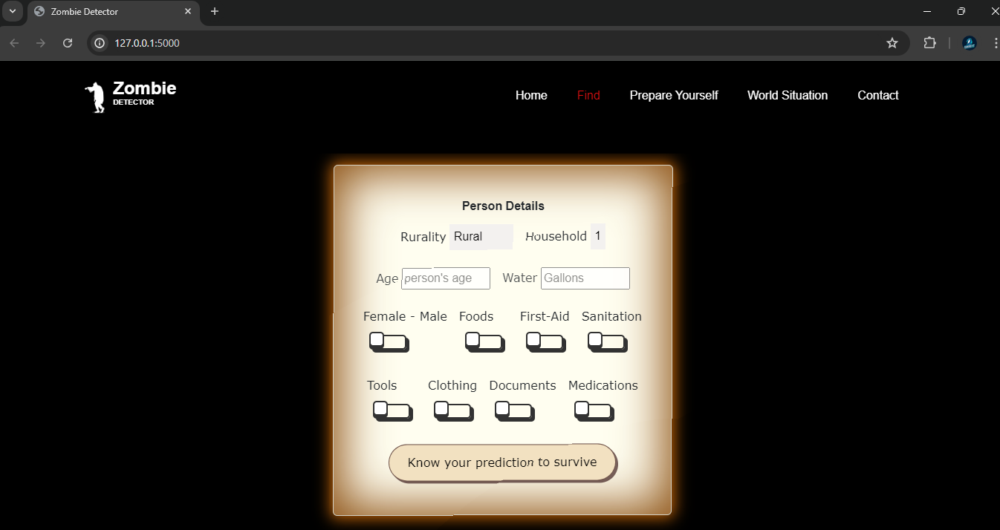 Zombie Detector
127.0.0.1:5000
Zombie
DETECTOR
Home Find Prepare Yourself World Situation Contact
Person Details
Rurality Rural Household 1
Age person's age Water Gallons
Female - Male Foods First-Aid Sanitation
Tools Clothing Documents Medications
Know your prediction to survive